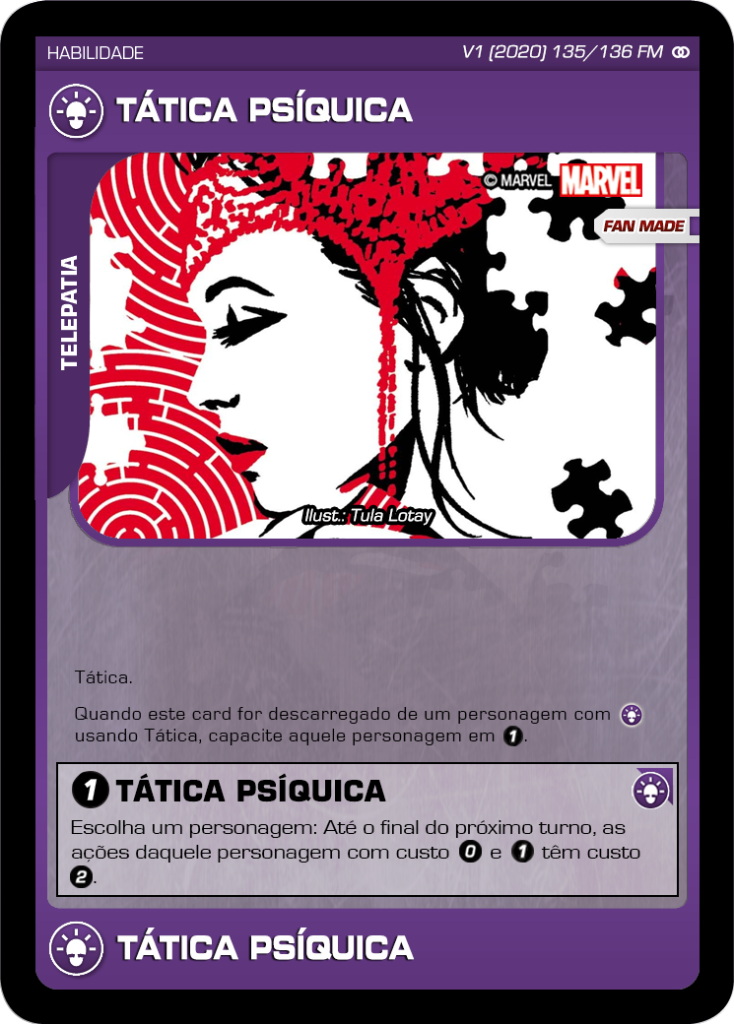 HABILIDADE
V1 (2020) 135/136 FM
TÁTICA PSÍQUICA
© MARVEL MARVEL
FAN MADE
TELEPATIA
Ilust.: Tula Lotay
Tática.
Quando este card for descarregado de um personagem com
usando Tática, capacite aquele personagem em 1.
1 TÁTICA PSÍQUICA
Escolha um personagem: Até o final do próximo turno, as
ações daquele personagem com custo 0 e 1 têm custo
2.
TÁTICA PSÍQUICA